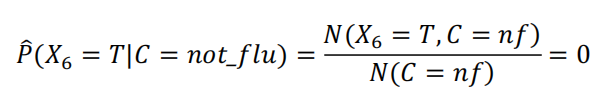 P̂(X₆ = T|C = not_flu) = N(X₆ = T, C = nf) / N(C = nf) = 0